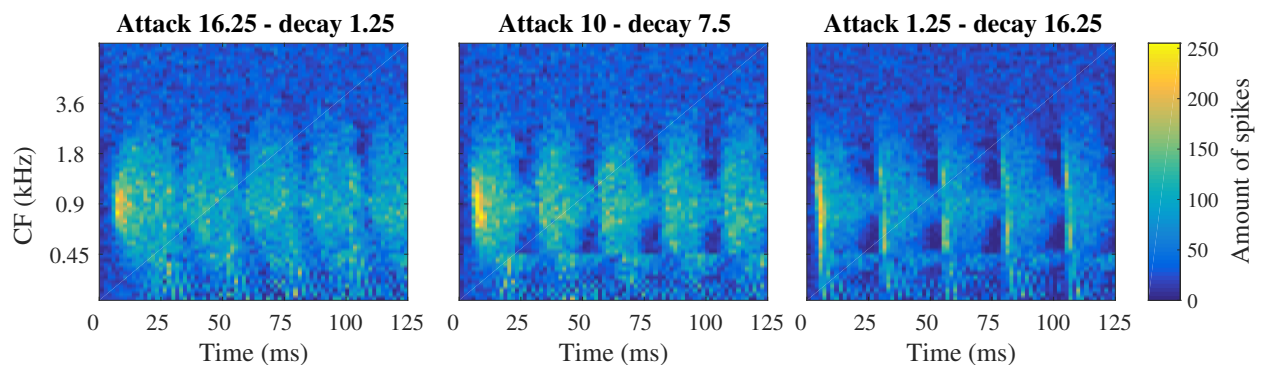 Attack 16.25 - decay 1.25
Attack 10 - decay 7.5
Attack 1.25 - decay 16.25
CF (kHz)
3.6
1.8
0.9
0.45
0 25 50 75 100 125
Time (ms)
0 25 50 75 100 125
Time (ms)
0 25 50 75 100 125
Time (ms)
250
200
150
100
50
0
Amount of spikes